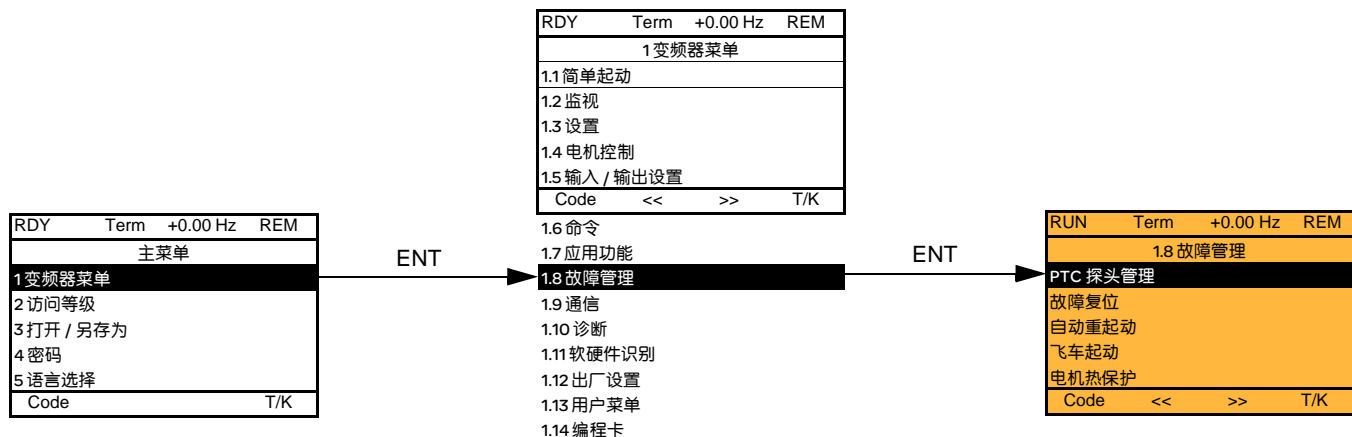 RDY Term +0.00 Hz REM
主菜单
1 变频器菜单
2 访问等级
3 打开 / 另存为
4 密码
5 语言选择
Code T/K
ENT
RDY Term +0.00 Hz REM
1 变频器菜单
1.1 简单起动
1.2 监视
1.3 设置
1.4 电机控制
1.5 输入 / 输出设置
Code << >> T/K
1.6 命令
1.7 应用功能
1.8 故障管理
1.9 通信
1.10 诊断
1.11 软硬件识别
1.12 出厂设置
1.13 用户菜单
1.14 编程卡
ENT
RUN Term +0.00 Hz REM
1.8 故障管理
PTC 探头管理
故障复位
自动重起动
飞车起动
电机热保护
Code << >> T/K